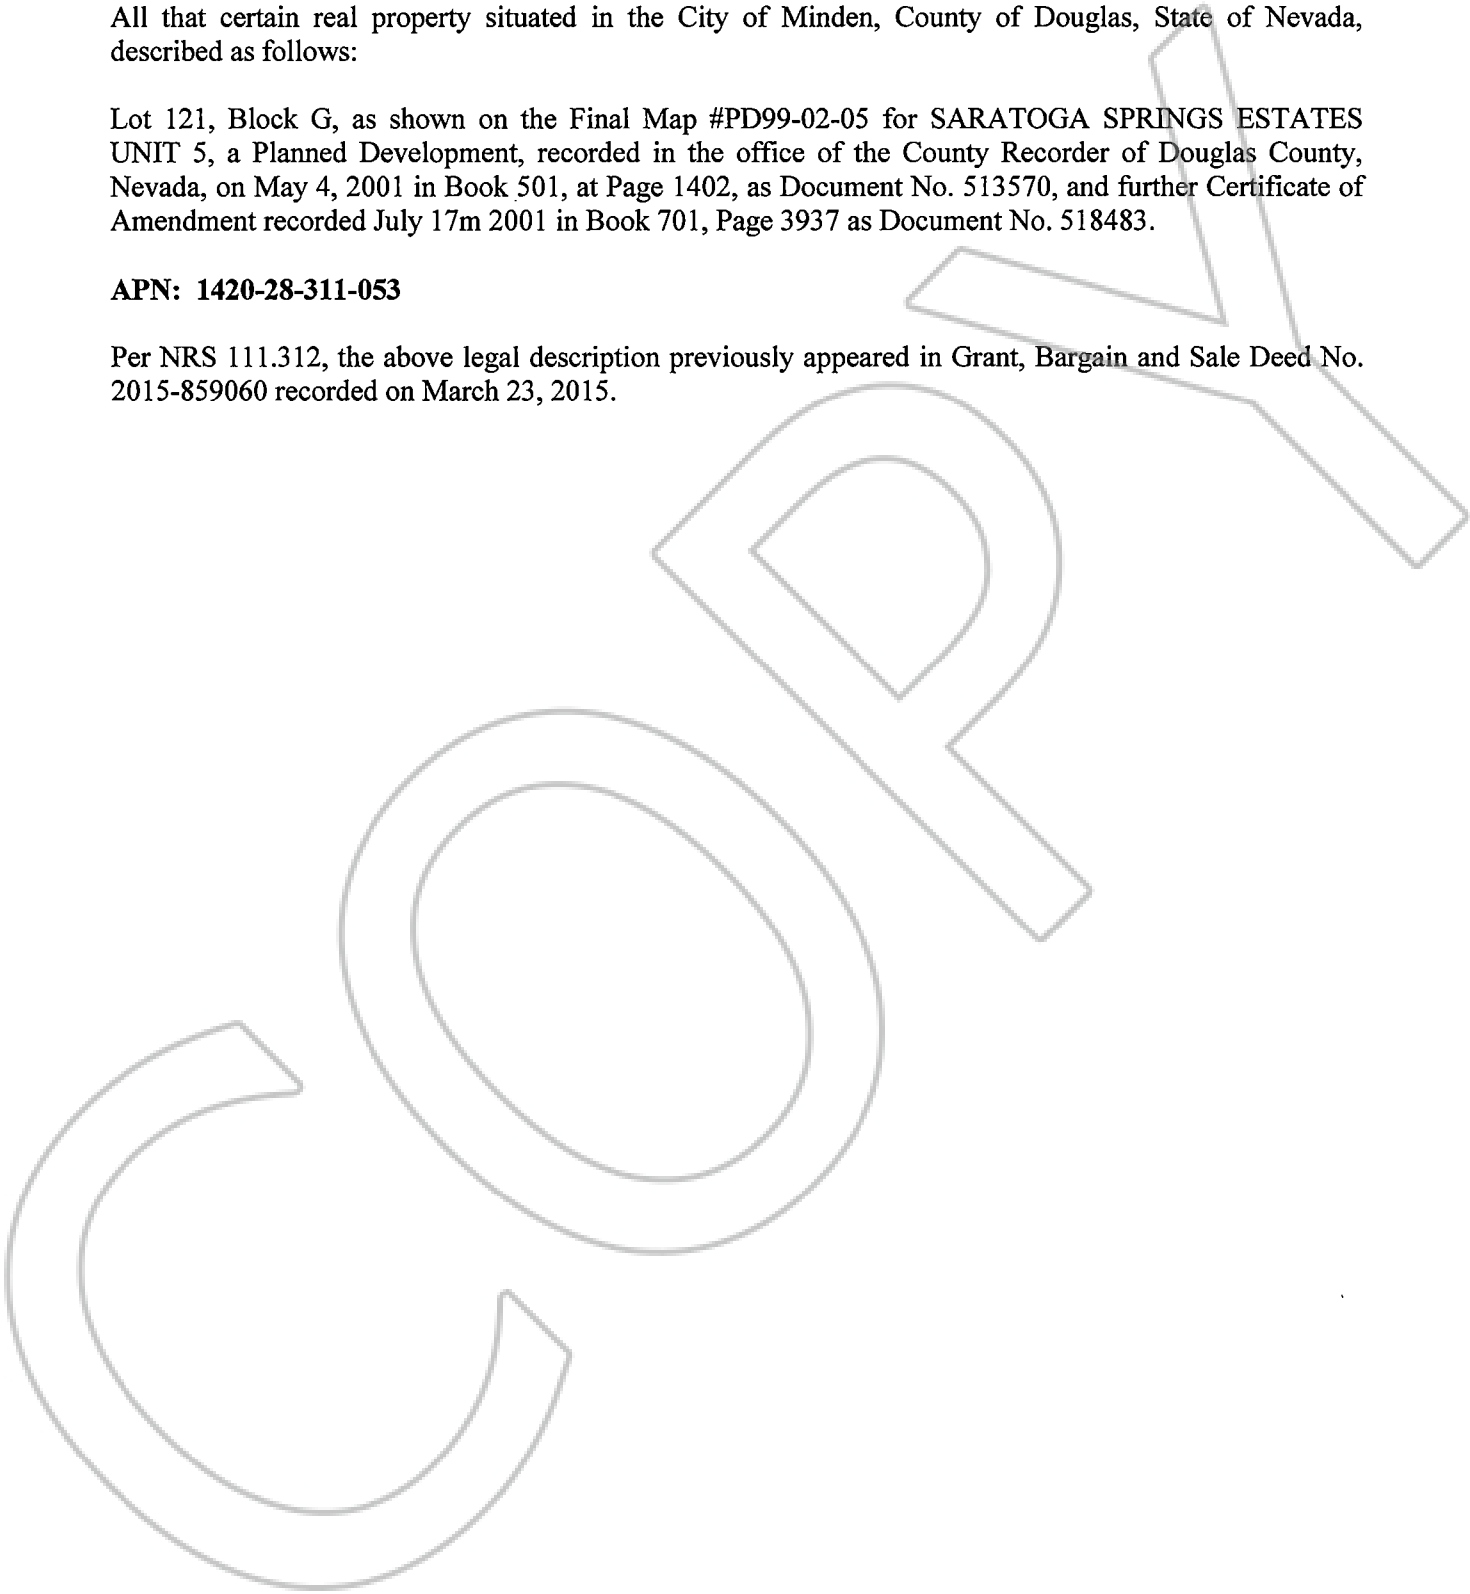 All that certain real property situated in the City of Minden, County of Douglas, State of Nevada,
described as follows:
Lot 121, Block G, as shown on the Final Map #PD99-02-05 for SARATOGA SPRINGS ESTATES
UNIT 5, a Planned Development, recorded in the office of the County Recorder of Douglas County,
Nevada, on May 4, 2001 in Book 501, at Page 1402, as Document No. 513570, and further Certificate of
Amendment recorded July 17m 2001 in Book 701, Page 3937 as Document No. 518483.
APN: 1420-28-311-053
Per NRS 111.312, the above legal description previously appeared in Grant, Bargain and Sale Deed No.
2015-859060 recorded on March 23, 2015.
COPY